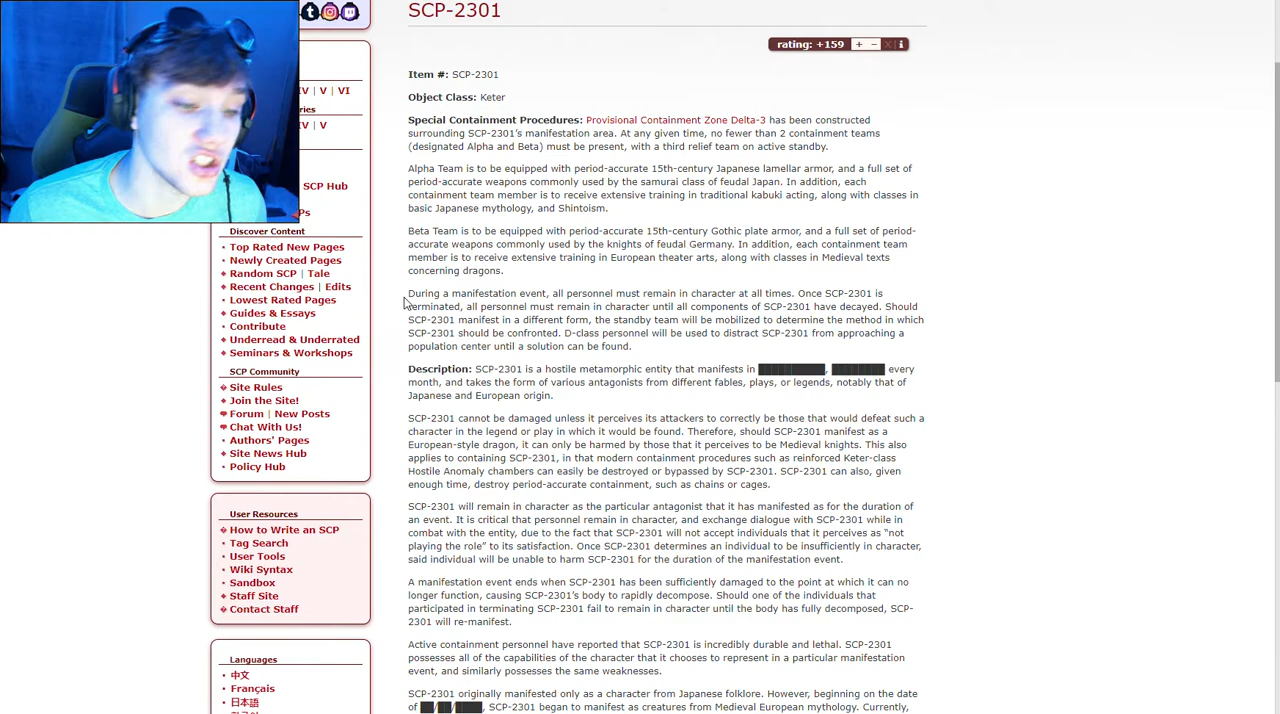 SCP-2301
rating: +159 + − x i
IV | V | VI
ries
IV | V
SCP Hub
Ps
Discover Content
Top Rated New Pages
Newly Created Pages
Random SCP | Tale
Recent Changes | Edits
Lowest Rated Pages
Guides & Essays
Contribute
Underread & Underrated
Seminars & Workshops
SCP Community
Site Rules
Join the Site!
Forum | New Posts
Chat With Us!
Authors' Pages
Site News Hub
Policy Hub
User Resources
How to Write an SCP
Tag Search
User Tools
Wiki Syntax
Sandbox
Staff Site
Contact Staff
Languages
中文
Français
日本語
Item #: SCP-2301
Object Class: Keter
Special Containment Procedures: Provisional Containment Zone Delta-3 has been constructed
surrounding SCP-2301's manifestation area. At any given time, no fewer than 2 containment teams
(designated Alpha and Beta) must be present, with a third relief team on active standby.
Alpha Team is to be equipped with period-accurate 15th-century Japanese lamellar armor, and a full set of
period-accurate weapons commonly used by the samurai class of feudal Japan. In addition, each
containment team member is to receive extensive training in traditional kabuki acting, along with classes in
basic Japanese mythology, and Shintoism.
Beta Team is to be equipped with period-accurate 15th-century Gothic plate armor, and a full set of period-
accurate weapons commonly used by the knights of feudal Germany. In addition, each containment team
member is to receive extensive training in European theater arts, along with classes in Medieval texts
concerning dragons.
During a manifestation event, all personnel must remain in character at all times. Once SCP-2301 is
terminated, all personnel must remain in character until all components of SCP-2301 have decayed. Should
SCP-2301 manifest in a different form, the standby team will be mobilized to determine the method in which
SCP-2301 should be confronted. D-class personnel will be used to distract SCP-2301 from approaching a
population center until a solution can be found.
Description: SCP-2301 is a hostile metamorphic entity that manifests in ██████████, ████████ every
month, and takes the form of various antagonists from different fables, plays, or legends, notably that of
Japanese and European origin.
SCP-2301 cannot be damaged unless it perceives its attackers to correctly be those that would defeat such a
character in the legend or play in which it would be found. Therefore, should SCP-2301 manifest as a
European-style dragon, it can only be harmed by those that it perceives to be Medieval knights. This also
applies to containing SCP-2301, in that modern containment procedures such as reinforced Keter-class
Hostile Anomaly chambers can easily be destroyed or bypassed by SCP-2301. SCP-2301 can also, given
enough time, destroy period-accurate containment, such as chains or cages.
SCP-2301 will remain in character as the particular antagonist that it has manifested as for the duration of
an event. It is critical that personnel remain in character, and exchange dialogue with SCP-2301 while in
combat with the entity, due to the fact that SCP-2301 will not accept individuals that it perceives as “not
playing the role” to its satisfaction. Once SCP-2301 determines an individual to be insufficiently in character,
said individual will be unable to harm SCP-2301 for the duration of the manifestation event.
A manifestation event ends when SCP-2301 has been sufficiently damaged to the point at which it can no
longer function, causing SCP-2301's body to rapidly decompose. Should one of the individuals that
participated in terminating SCP-2301 fail to remain in character until the body has fully decomposed, SCP-
2301 will re-manifest.
Active containment personnel have reported that SCP-2301 is incredibly durable and lethal. SCP-2301
possesses all of the capabilities of the character that it chooses to represent in a particular manifestation
event, and similarly possesses the same weaknesses.
SCP-2301 originally manifested only as a character from Japanese folklore. However, beginning on the date
of ██/██/████, SCP-2301 began to manifest as creatures from Medieval European mythology. Currently,